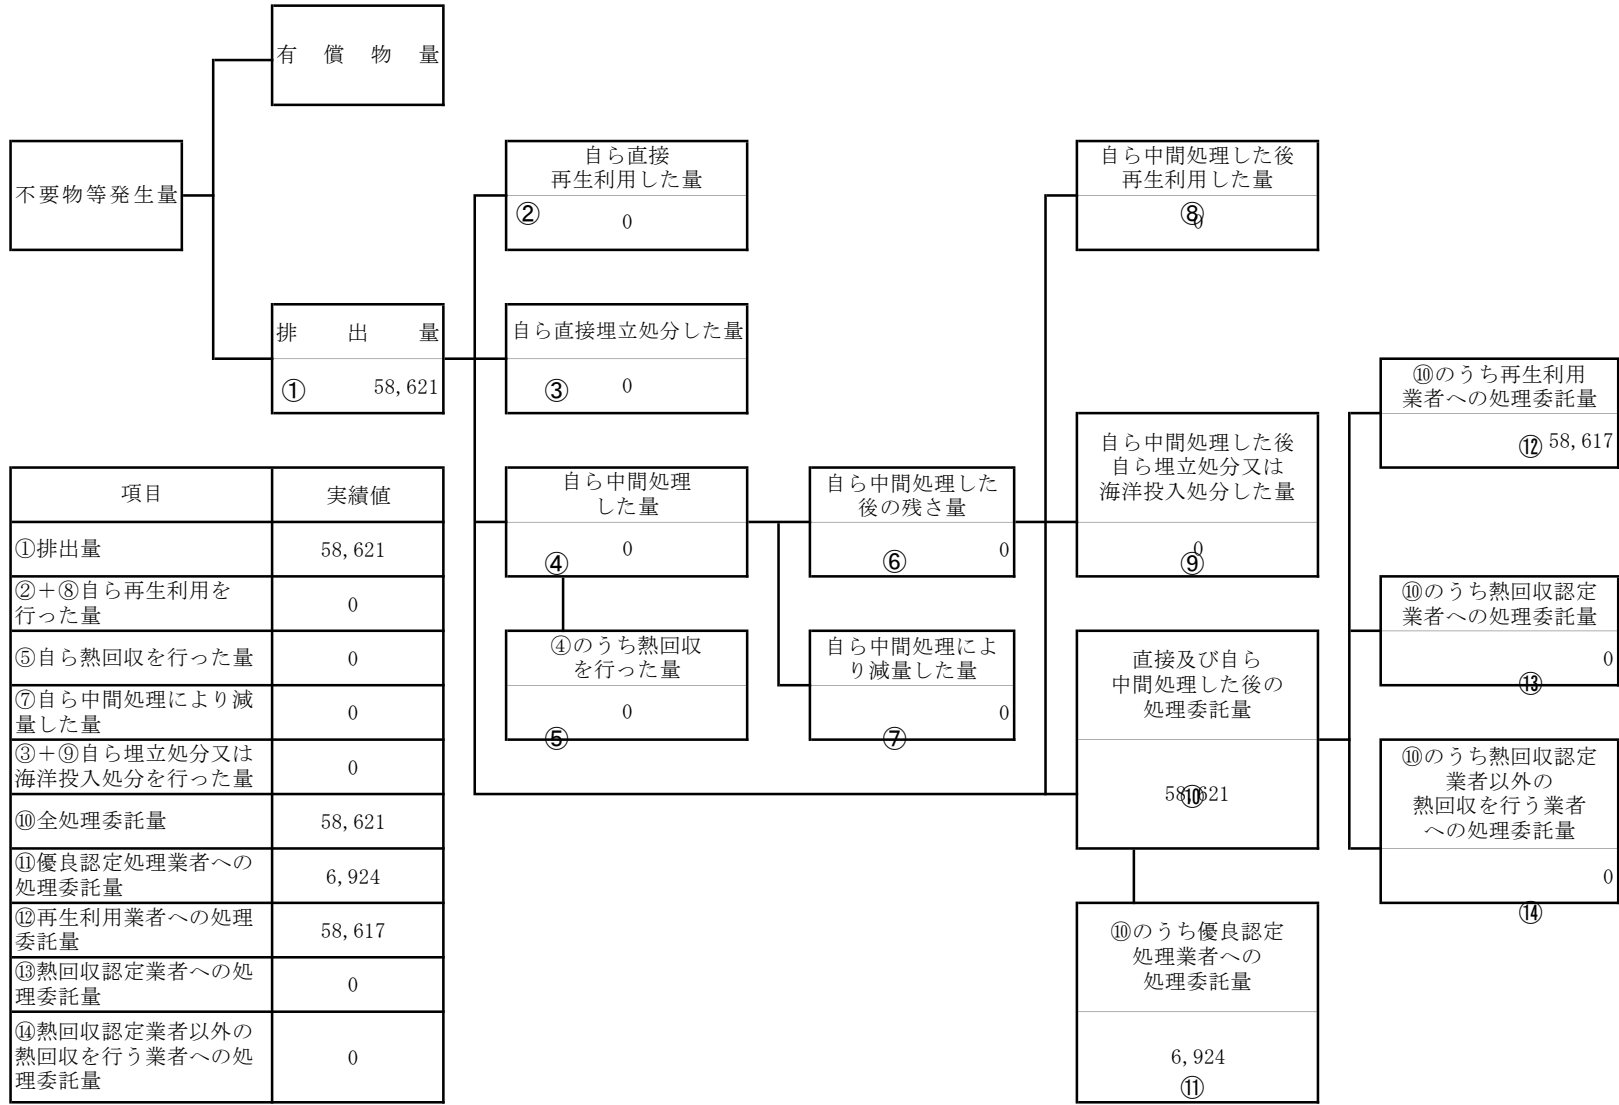 有償物量
不要物等発生量
排出量
① 58,621
自ら直接
再生利用した量
② 0
自ら直接埋立処分した量
③ 0
自ら中間処理
した量
④ 0
④のうち熱回収
を行った量
⑤ 0
自ら中間処理した
後の残さ量
⑥ 0
自ら中間処理によ
り減量した量
⑦ 0
自ら中間処理した後
再生利用した量
⑧ 0
自ら中間処理した後
自ら埋立処分又は
海洋投入処分した量
⑨ 0
直接及び自ら
中間処理した後の
処理委託量
⑩ 58,621
⑩のうち優良認定
処理業者への
処理委託量
6,924
⑪
⑩のうち再生利用
業者への処理委託量
⑫ 58,617
⑩のうち熱回収認定
業者への処理委託量
0
⑬
⑩のうち熱回収認定
業者以外の
熱回収を行う業者
への処理委託量
0
⑭
項目 実績値
①排出量 58,621
②+⑧自ら再生利用を
行った量 0
⑤自ら熱回収を行った量 0
⑦自ら中間処理により減
量した量 0
③+⑨自ら埋立処分又は
海洋投入処分を行った量 0
⑩全処理委託量 58,621
⑪優良認定処理業者への
処理委託量 6,924
⑫再生利用業者への処理
委託量 58,617
⑬熱回収認定業者への処
理委託量 0
⑭熱回収認定業者以外の
熱回収を行う業者への処
理委託量 0